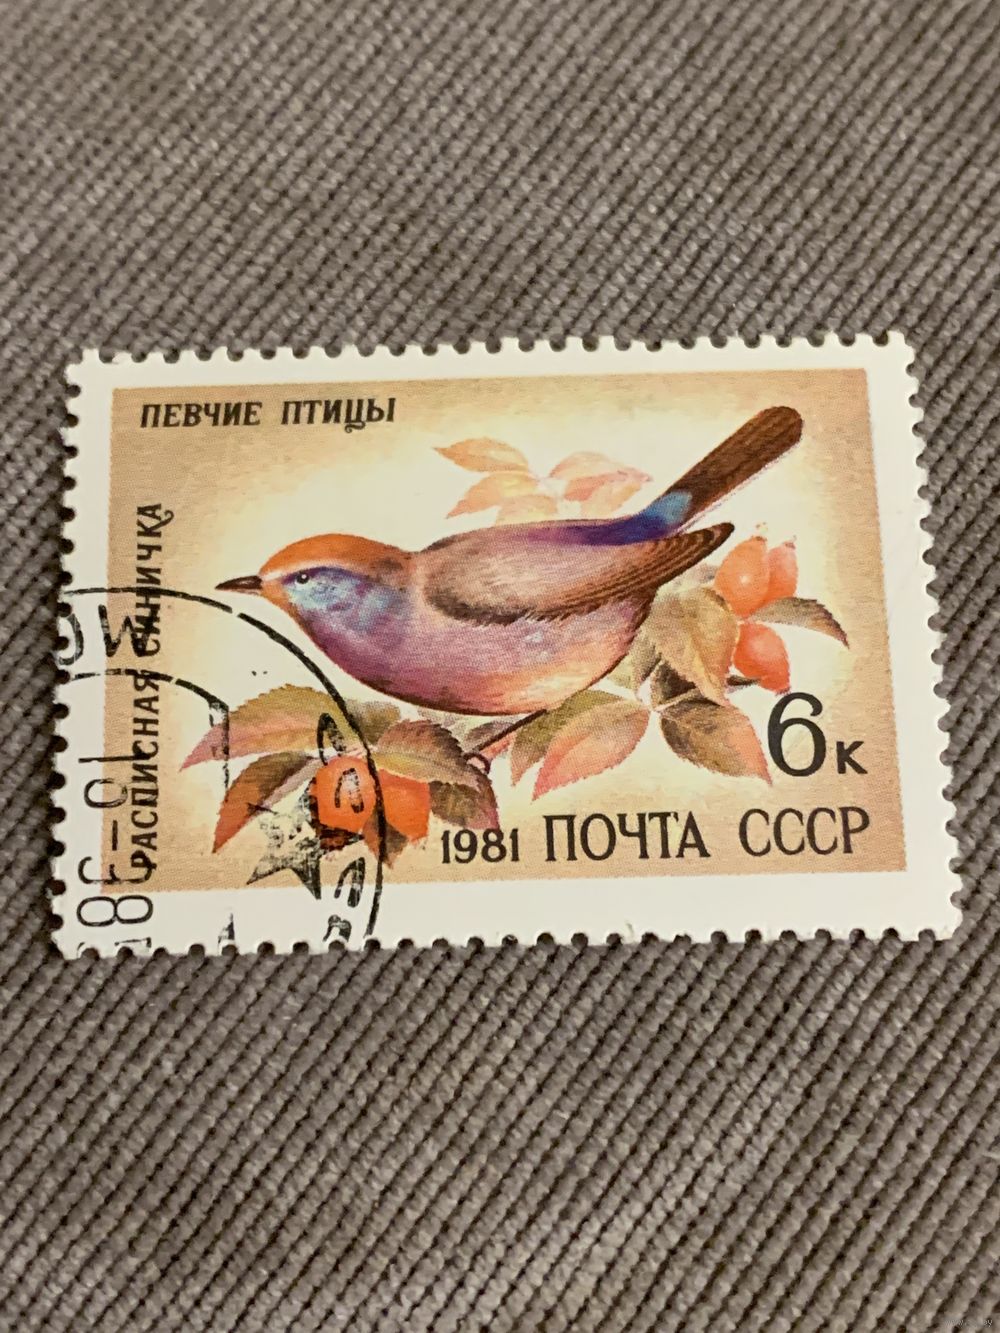 ПЕВЧИЕ ПТИЦЫ
РАСПИСНАЯ СИНИЧКА
6к
1981 ПОЧТА СССР